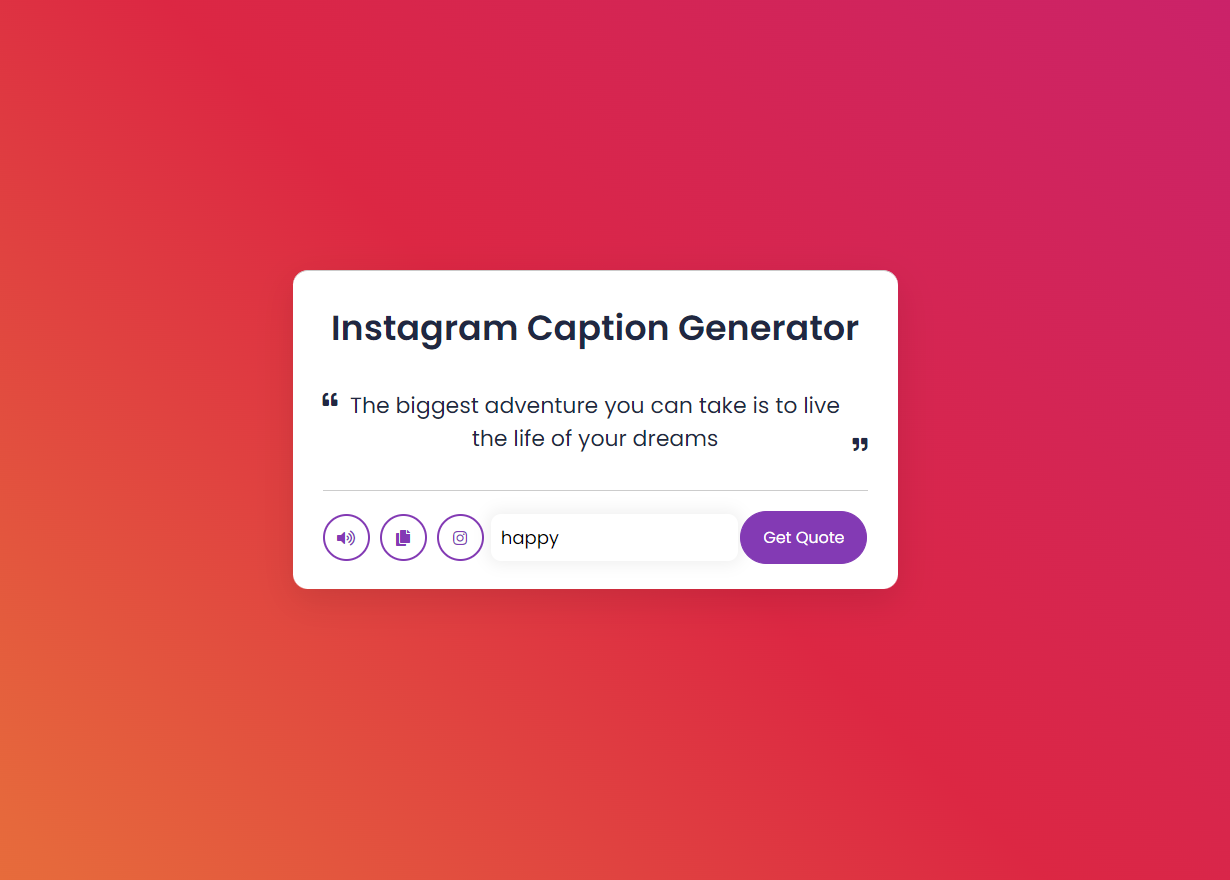 Instagram Caption Generator
“ The biggest adventure you can take is to live
the life of your dreams ”
happy
Get Quote